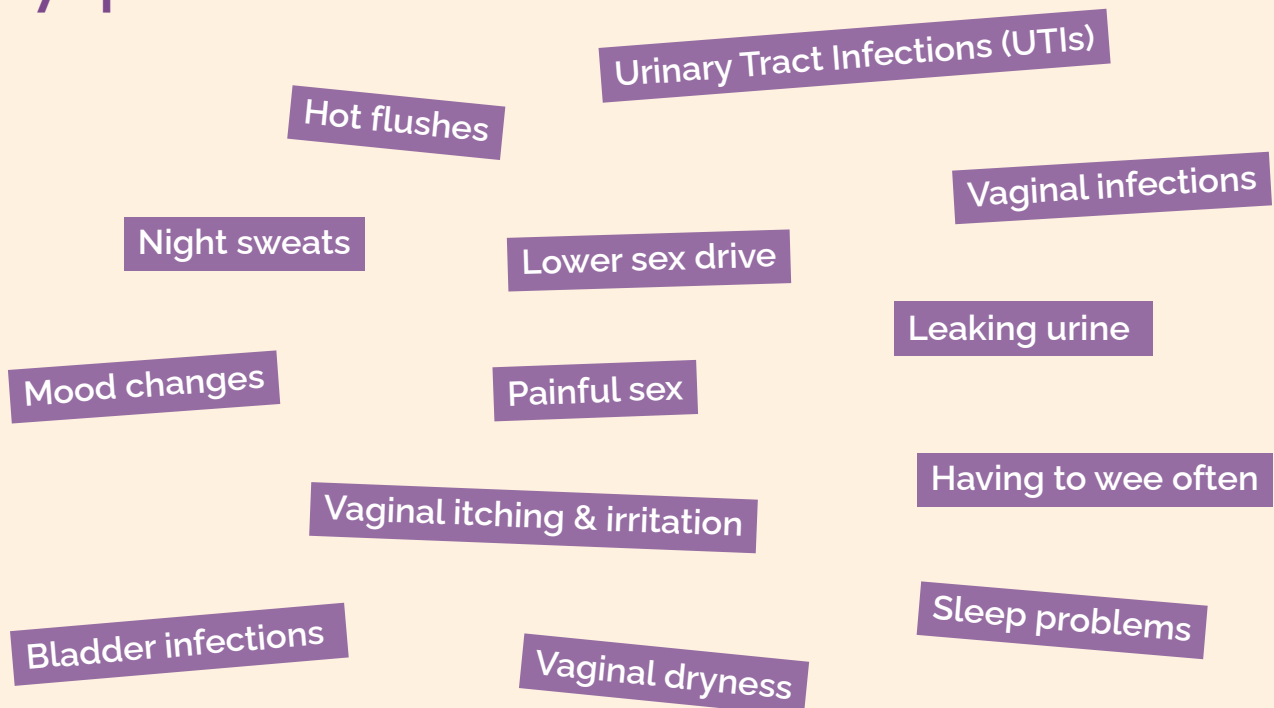 Urinary Tract Infections (UTIs)
Hot flushes
Vaginal infections
Night sweats
Lower sex drive
Leaking urine
Mood changes
Painful sex
Having to wee often
Vaginal itching & irritation
Sleep problems
Bladder infections
Vaginal dryness